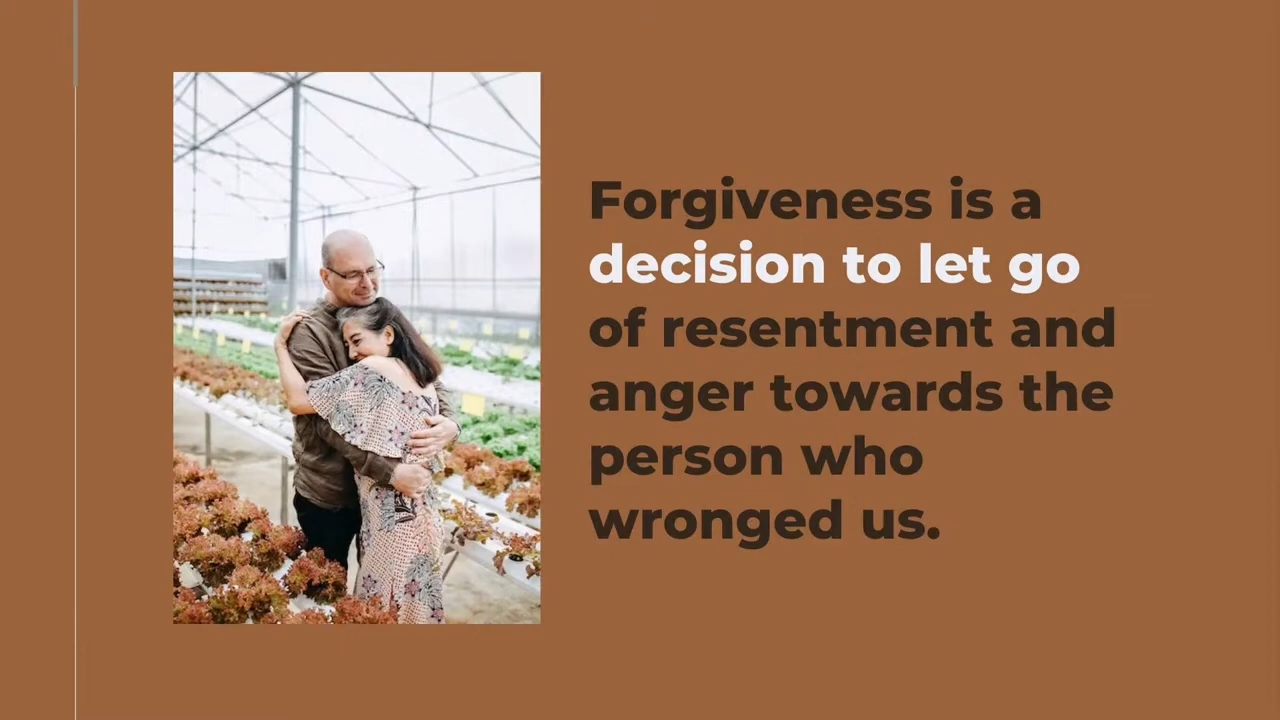 Forgiveness is a
decision to let go
of resentment and
anger towards the
person who
wronged us.